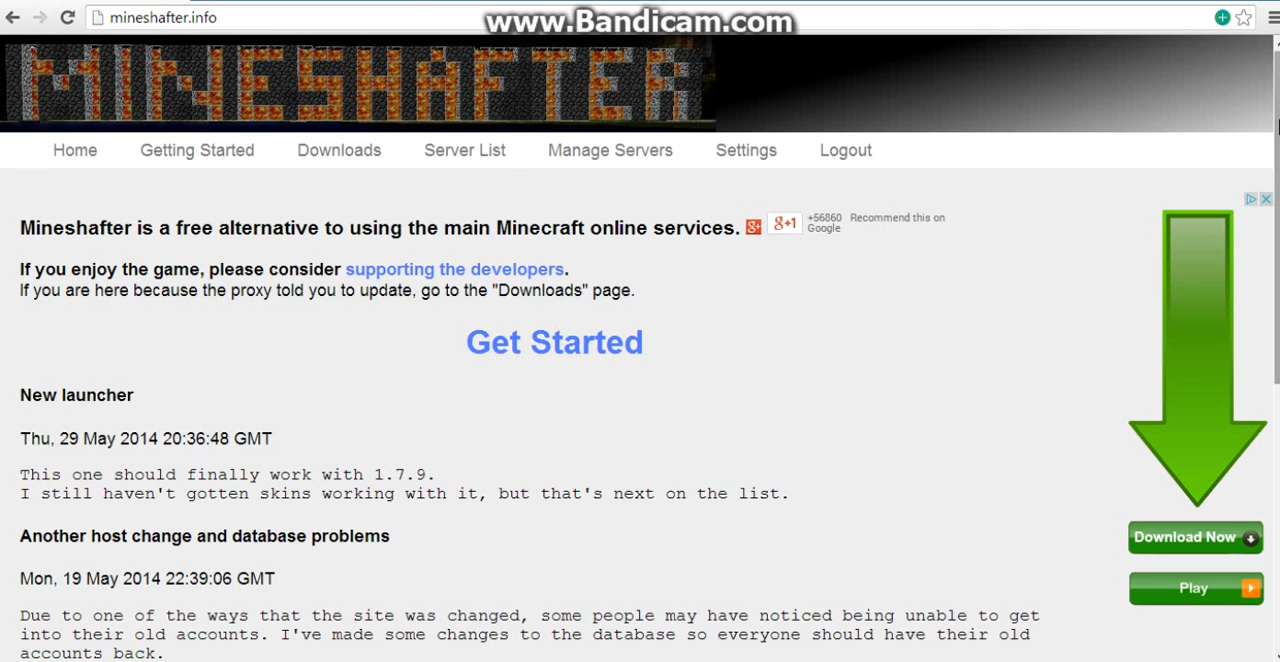 mineshafter.info
www.Bandicam.com
MINESHAFTER
Home Getting Started Downloads Server List Manage Servers Settings Logout
Mineshafter is a free alternative to using the main Minecraft online services. g+ g+1 +56860 Recommend this on
Google
If you enjoy the game, please consider supporting the developers.
If you are here because the proxy told you to update, go to the "Downloads" page.
Get Started
New launcher
Thu, 29 May 2014 20:36:48 GMT
This one should finally work with 1.7.9.
I still haven't gotten skins working with it, but that's next on the list.
Another host change and database problems
Mon, 19 May 2014 22:39:06 GMT
Due to one of the ways that the site was changed, some people may have noticed being unable to get
into their old accounts. I've made some changes to the database so everyone should have their old
accounts back.
Download Now
Play